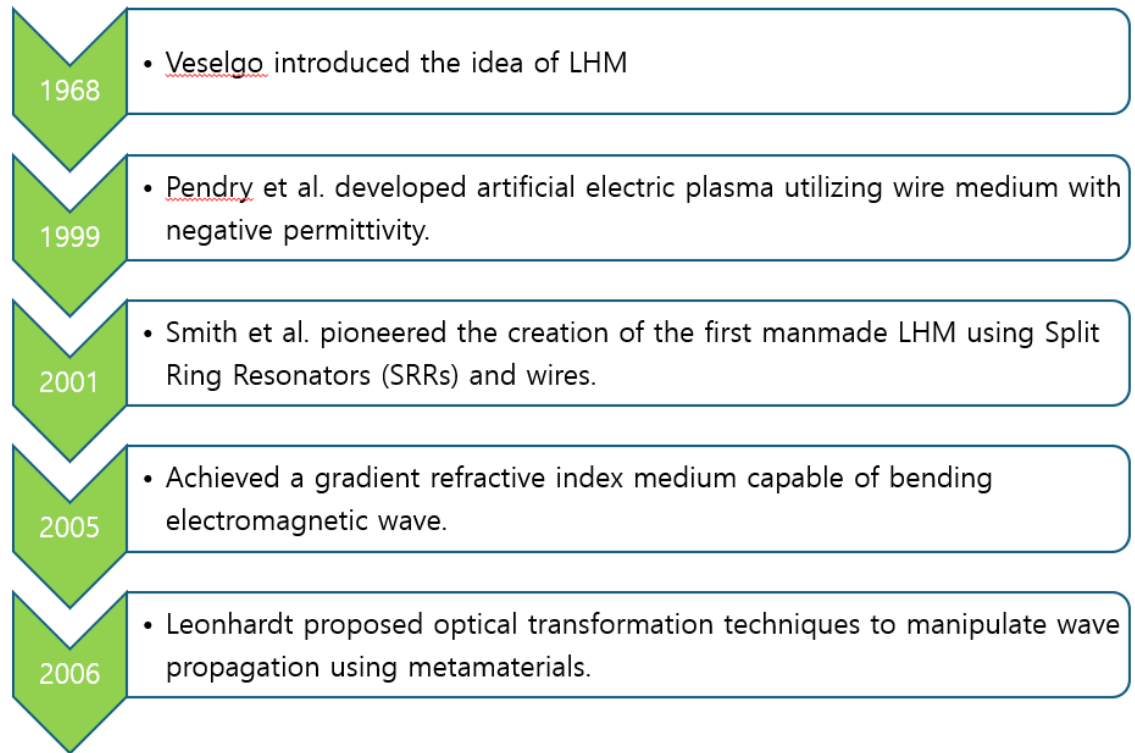 1968
• Veselgo introduced the idea of LHM
1999
• Pendry et al. developed artificial electric plasma utilizing wire medium with
negative permittivity.
2001
• Smith et al. pioneered the creation of the first manmade LHM using Split
Ring Resonators (SRRs) and wires.
2005
• Achieved a gradient refractive index medium capable of bending
electromagnetic wave.
2006
• Leonhardt proposed optical transformation techniques to manipulate wave
propagation using metamaterials.